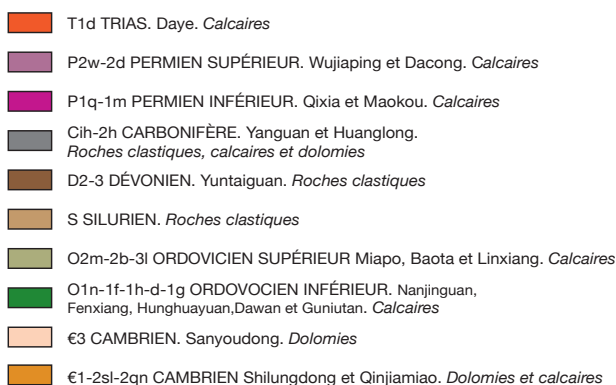 T1d TRIAS. Daye. Calcaires
P2w-2d PERMIEN SUPÉRIEUR. Wujiaping et Dacong. Calcaires
P1q-1m PERMIEN INFÉRIEUR. Qixia et Maokou. Calcaires
Cih-2h CARBONIFÈRE. Yanguan et Huanglong.
Roches clastiques, calcaires et dolomies
D2-3 DÉVONIEN. Yuntaiguan. Roches clastiques
S SILURIEN. Roches clastiques
O2m-2b-3l ORDOVICIEN SUPÉRIEUR Miapo, Baota et Linxiang. Calcaires
O1n-1f-1h-d-1g ORDOVOCIEN INFÉRIEUR. Nanjinguan,
Fenxiang, Hunghuayuan,Dawan et Guniutan. Calcaires
€3 CAMBRIEN. Sanyoudong. Dolomies
€1-2sl-2qn CAMBRIEN Shilungdong et Qinjiamiao. Dolomies et calcaires